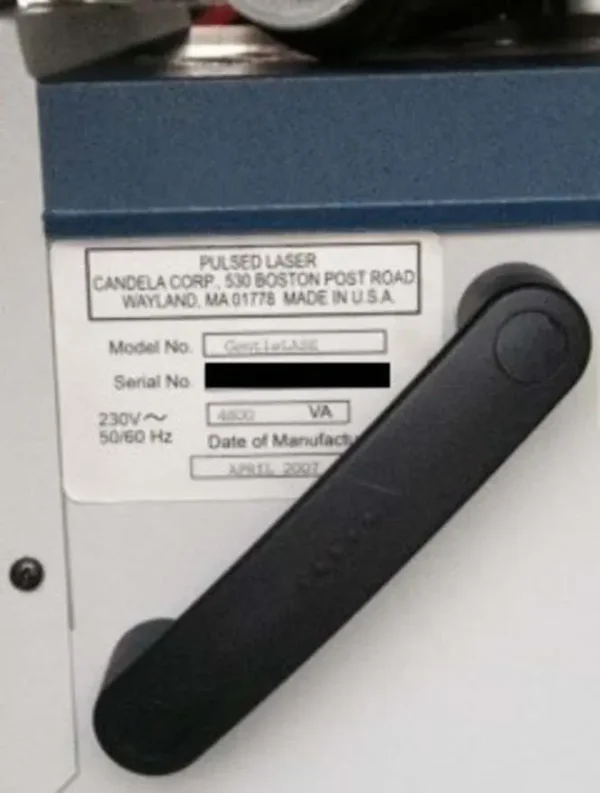 PULSED LASER
CANDELA CORP., 530 BOSTON POST ROAD
WAYLAND, MA 01778 MADE IN U.S.A.
Model No. GentleLASE
Serial No.
230V~ 4800 VA
50/60 Hz Date of Manufactu
APRIL 2007